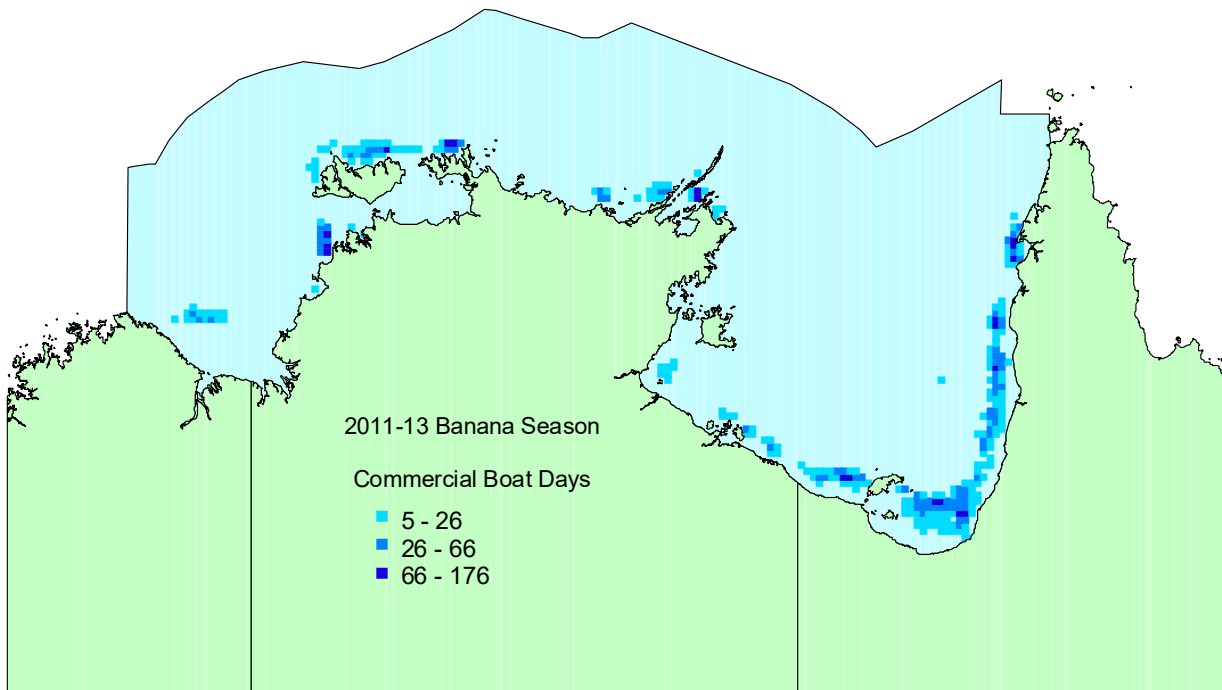 2011-13 Banana Season
Commercial Boat Days
5 - 26
26 - 66
66 - 176